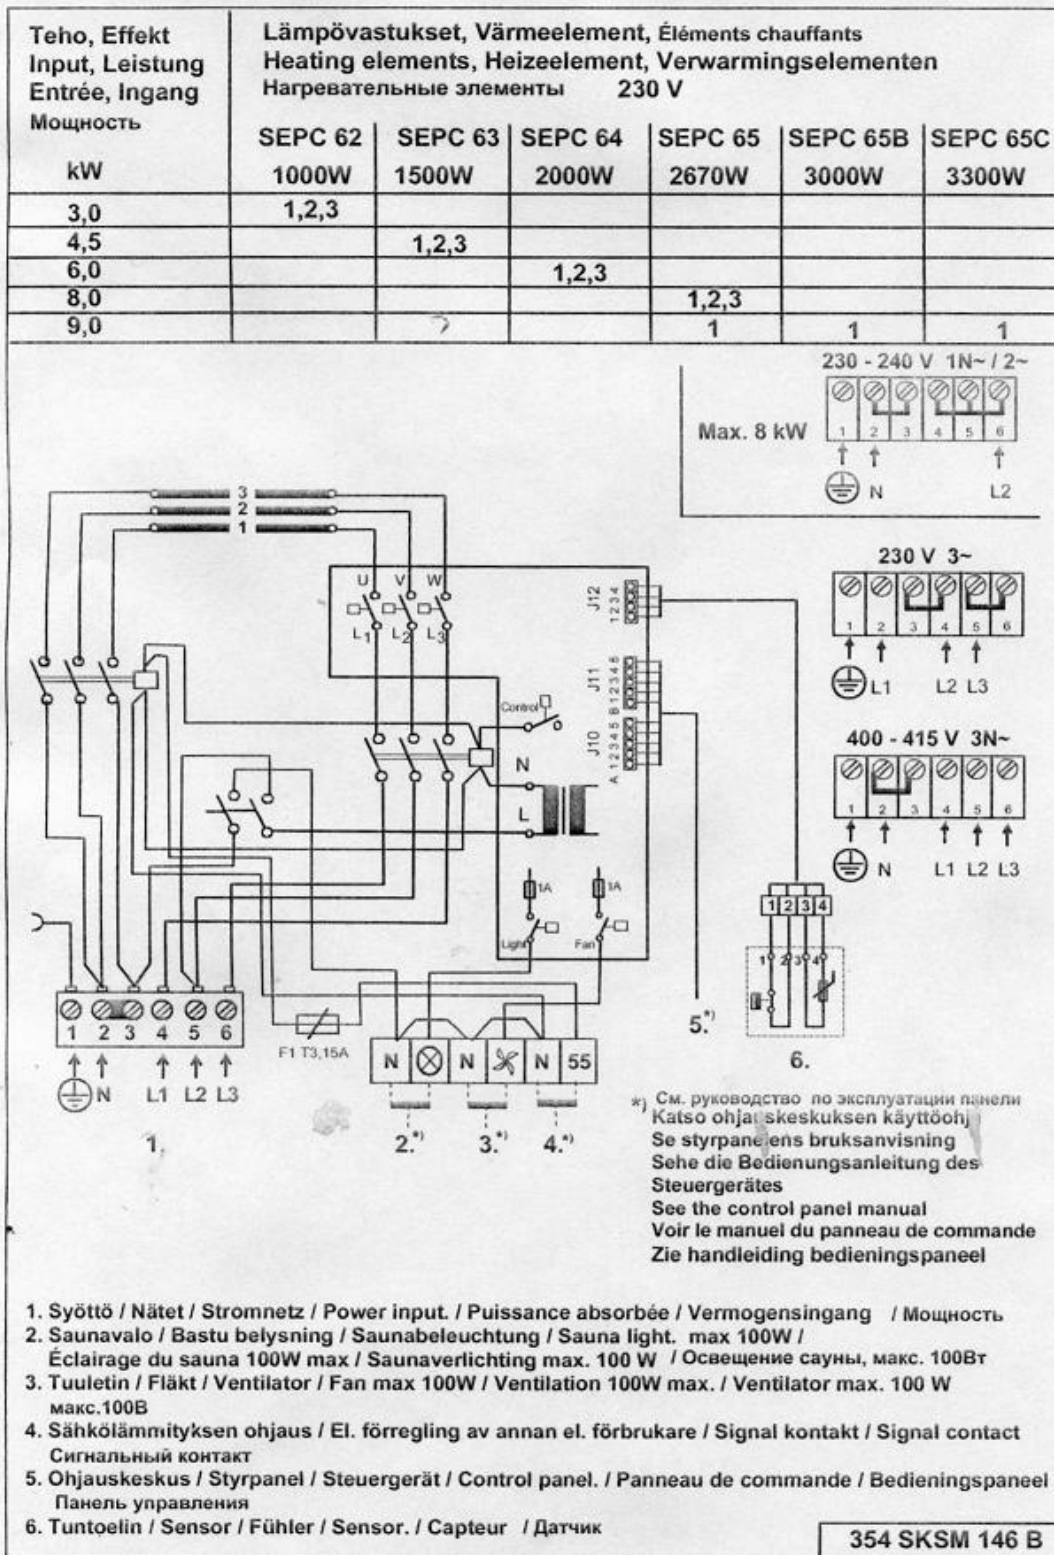 Teho, Effekt
Input, Leistung
Entrée, Ingang
Мощность
kW
Lämpövastukset, Värmeelement, Éléments chauffants
Heating elements, Heizeelement, Verwarmingselementen
Нагревательные элементы 230 V
SEPC 62 SEPC 63 SEPC 64 SEPC 65 SEPC 65B SEPC 65C
1000W 1500W 2000W 2670W 3000W 3300W
3,0 1,2,3
4,5 1,2,3
6,0 1,2,3
8,0 1,2,3
9,0 1 1 1
230 - 240 V 1N~ / 2~
Max. 8 kW
1 2 3 4 5 6
N L2
3
2
1
U V W
L1 L2 L3
J12
1 2 3 4
J11
B 1 2 3 4 5 6
J10
A 1 2 3 4 5
Control
N
L
1A 1A
Light Fan
230 V 3~
1 2 3 4 5 6
L1 L2 L3
400 - 415 V 3N~
1 2 3 4 5 6
N L1 L2 L3
1 2 3 4
1 2 3 4
6.
5.*)
1 2 3 4 5 6
N L1 L2 L3
1.
F1 T3,15A
N N N 55
2.*) 3.*) 4.*)
*) См. руководство по эксплуатации панели
Katso ohjauskeskuksen käyttöohj
Se styrpanelens bruksanvisning
Sehe die Bedienungsanleitung des
Steuergerätes
See the control panel manual
Voir le manuel du panneau de commande
Zie handleiding bedieningspaneel
1. Syöttö / Nätet / Stromnetz / Power input. / Puissance absorbée / Vermogensingang / Мощность
2. Saunavalo / Bastu belysning / Saunabeleuchtung / Sauna light. max 100W /
Éclairage du sauna 100W max / Saunaverlichting max. 100 W / Освещение сауны, макс. 100Вт
3. Tuuletin / Fläkt / Ventilator / Fan max 100W / Ventilation 100W max. / Ventilator max. 100 W
макс.100В
4. Sähkölämmityksen ohjaus / El. förregling av annan el. förbrukare / Signal kontakt / Signal contact
Сигнальный контакт
5. Ohjauskeskus / Styrpanel / Steuergerät / Control panel. / Panneau de commande / Bedieningspaneel
Панель управления
6. Tuntoelin / Sensor / Fühler / Sensor. / Capteur / Датчик
354 SKSM 146 B